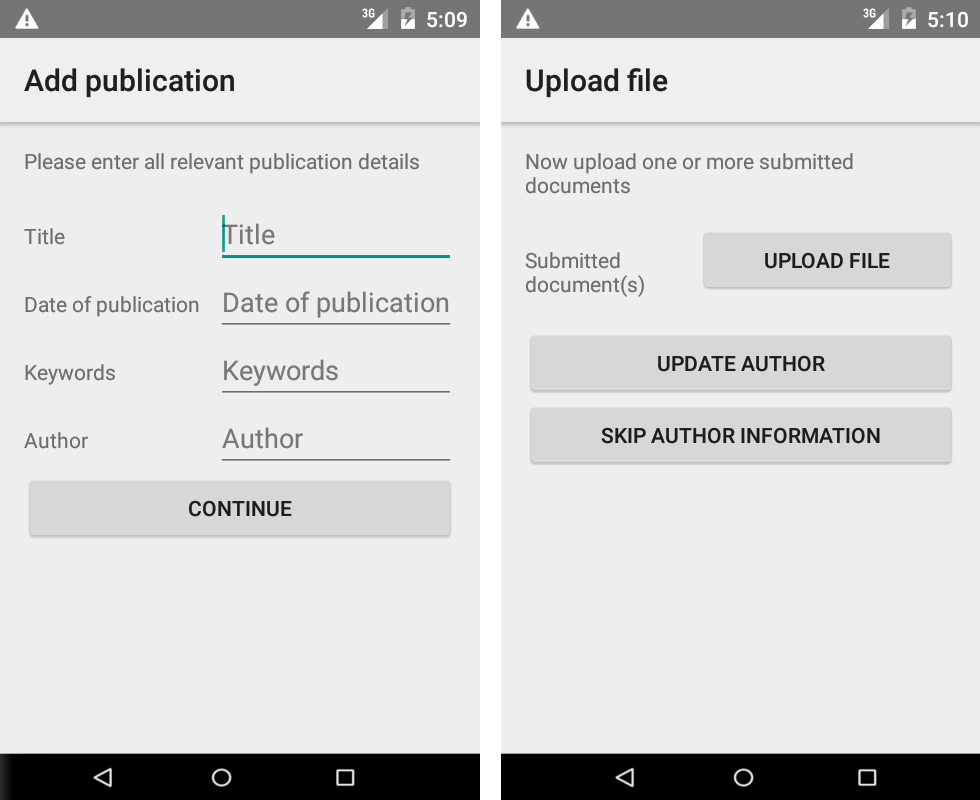 3G 5:09
Add publication
Please enter all relevant publication details
Title Title
Date of publication Date of publication
Keywords Keywords
Author Author
CONTINUE
3G 5:10
Upload file
Now upload one or more submitted
documents
Submitted
document(s)
UPLOAD FILE
UPDATE AUTHOR
SKIP AUTHOR INFORMATION